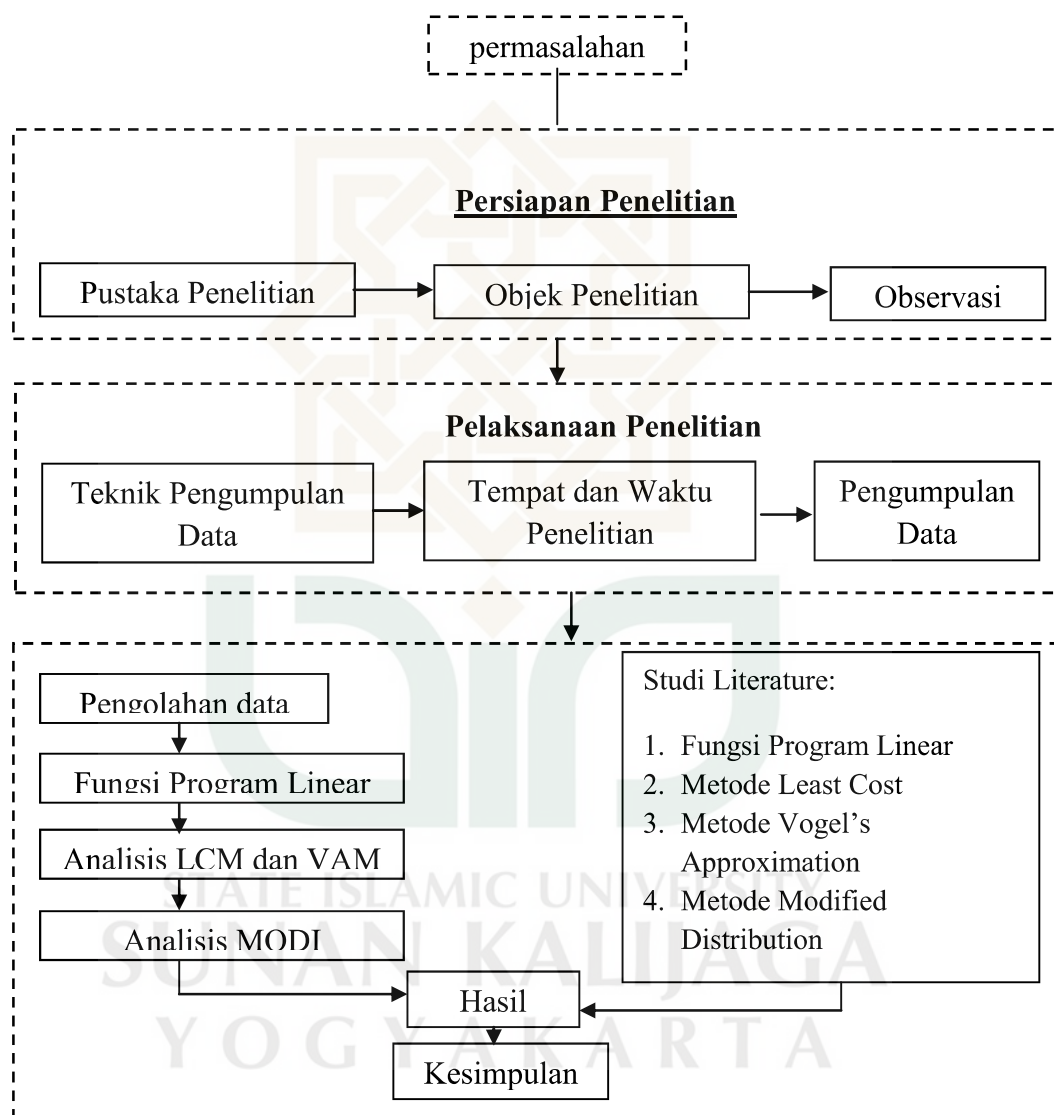 permasalahan
Persiapan Penelitian
Pustaka Penelitian
Objek Penelitian
Observasi
Pelaksanaan Penelitian
Teknik Pengumpulan
Data
Tempat dan Waktu
Penelitian
Pengumpulan
Data
Pengolahan data
Fungsi Program Linear
Analisis LCM dan VAM
Analisis MODI
Studi Literature:
1. Fungsi Program Linear
2. Metode Least Cost
3. Metode Vogel’s
Approximation
4. Metode Modified
Distribution
Hasil
Kesimpulan
STATE ISLAMIC UNIVERSITY
SUNAN KALIJAGA
YOGYAKARTA